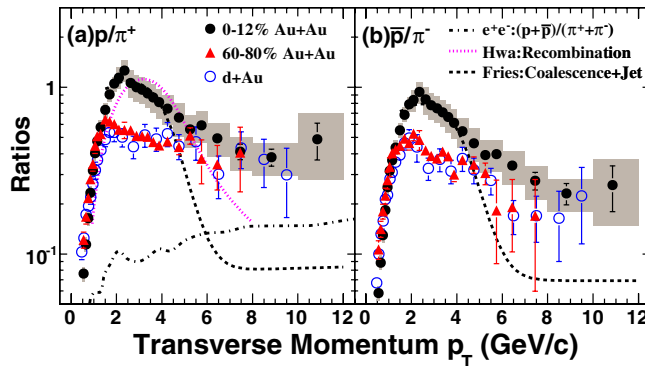 (a)p/π⁺
0-12% Au+Au
60-80% Au+Au
d+Au
(b)p̅/π⁻
e⁺e⁻:(p+p̅)/(π⁺+π⁻)
Hwa:Recombination
Fries:Coalescence+Jet
Ratios
1
10⁻¹
0 2 4 6 8 10 12 0 2 4 6 8 10 12
Transverse Momentum p_T (GeV/c)